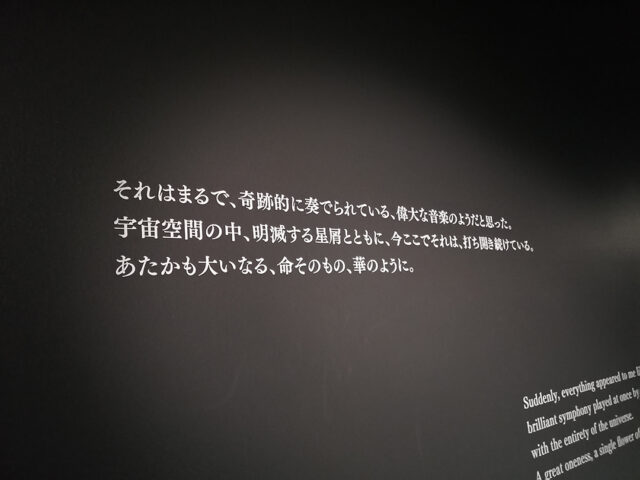 それはまるで、奇跡的に奏でられている、偉大な音楽のようだと思った。
宇宙空間の中、明滅する星屑とともに、今ここでそれは、打ち開き続けている。
あたかも大いなる、命そのもの、華のように。
Suddenly, everything appeared to me
brilliant symphony played at once by
with the entirety of the universe.
A great oneness, a single flower of